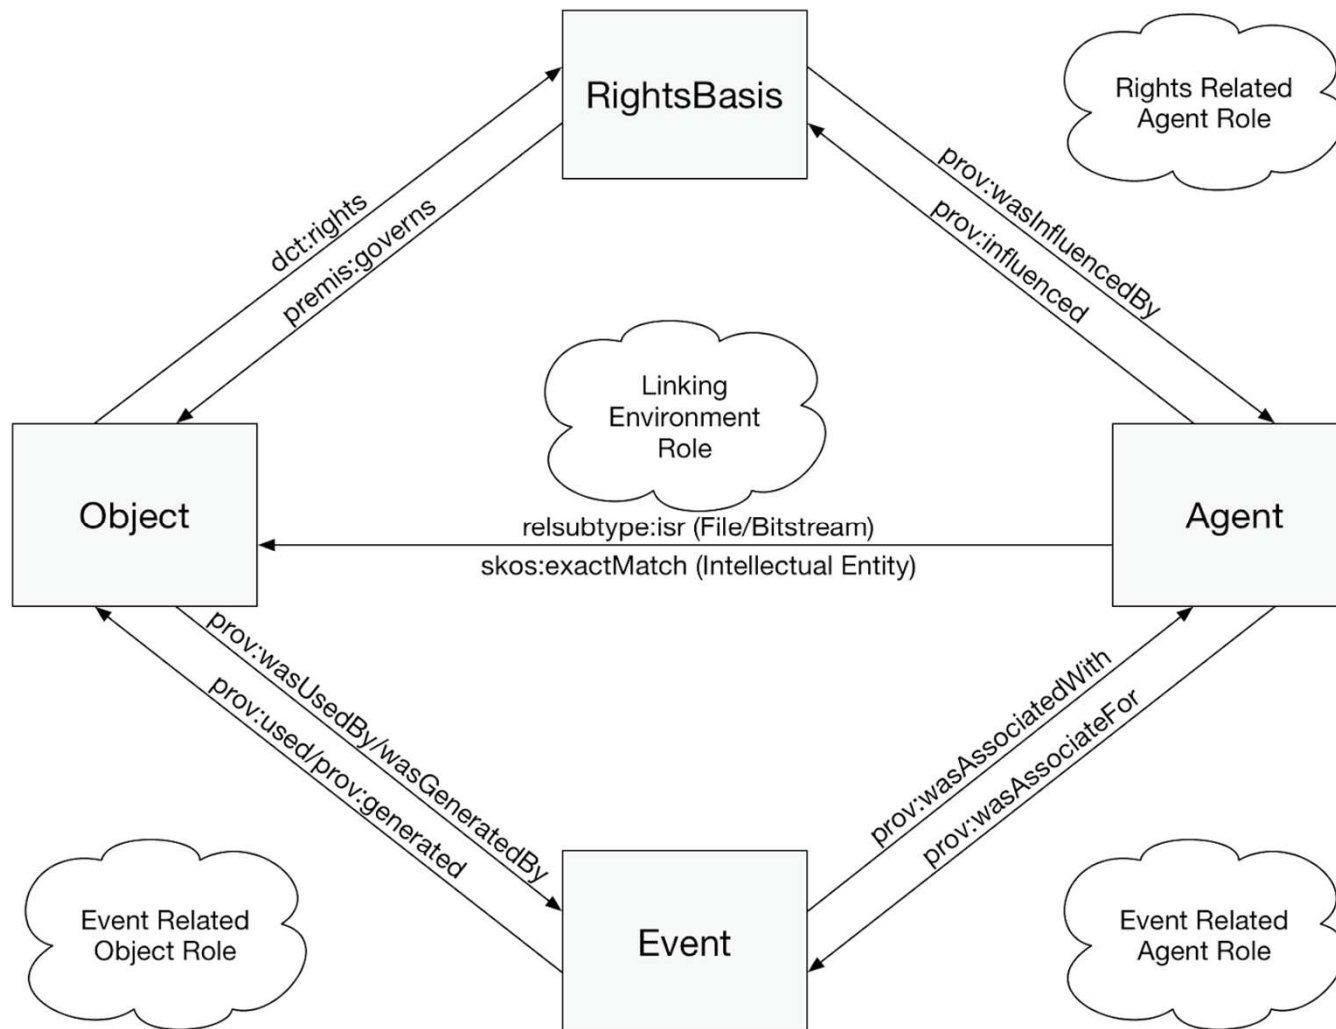 RightsBasis
Rights Related
Agent Role
dct:rights
premis:governs
prov:wasInfluencedBy
prov:influenced
Linking
Environment
Role
Object
relsubtype:isr (File/Bitstream)
skos:exactMatch (Intellectual Entity)
Agent
prov:wasUsedBy/wasGeneratedBy
prov:used/prov:generated
prov:wasAssociatedWith
prov:wasAssociateFor
Event Related
Object Role
Event
Event Related
Agent Role